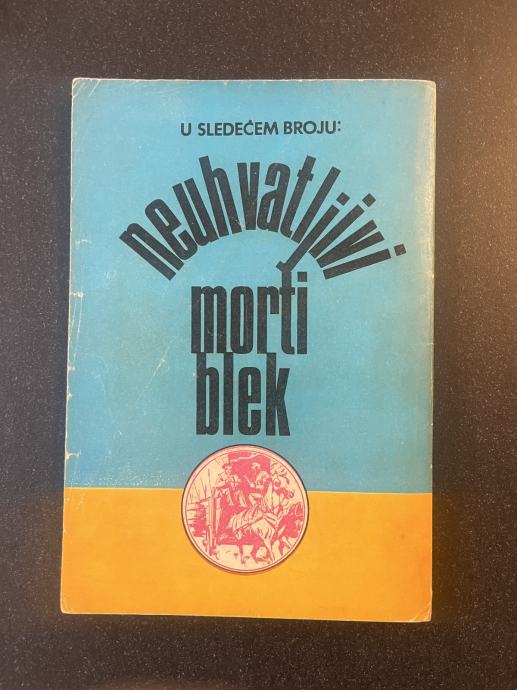 U SLEDEĆEM BROJU:
neuhvatljivi
morti
blek